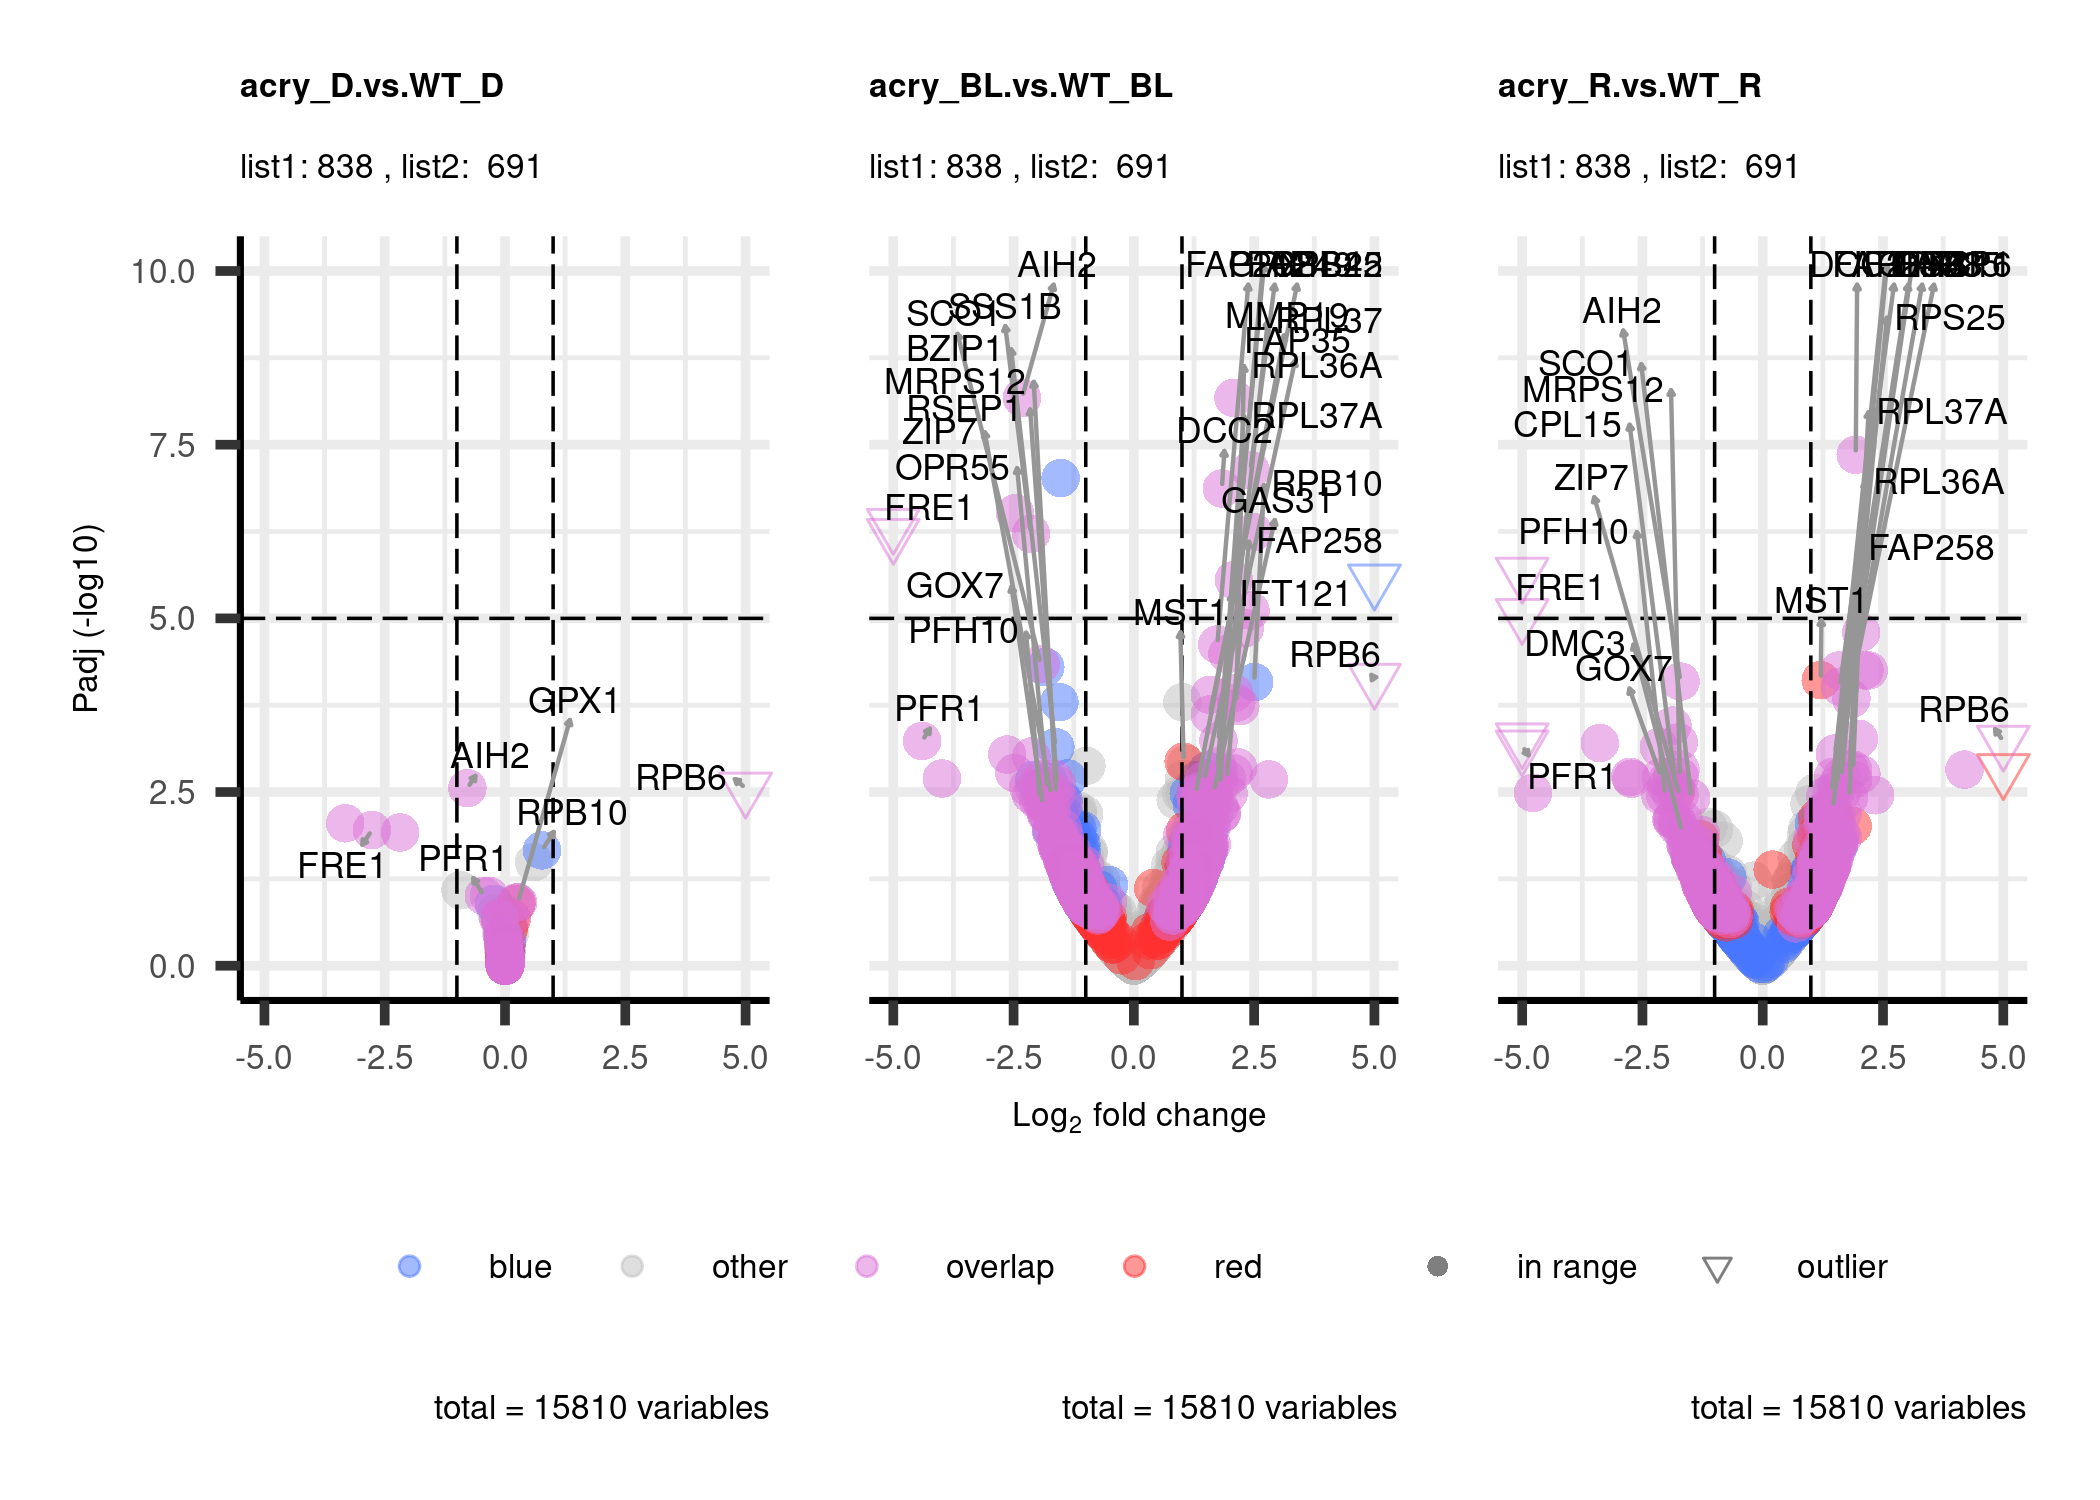 acry_D.vs.WT_D
list1: 838 , list2:  691
acry_BL.vs.WT_BL
list1: 838 , list2:  691
acry_R.vs.WT_R
list1: 838 , list2:  691
Padj (-log10)
10.0
7.5
5.0
2.5
0.0
GPX1
AIH2
RPB6
RPB10
PFR1
FRE1
-5.0
-2.5
0.0
2.5
5.0
AIH2
SSS1B
SCO1
BZIP1
MRPS12
RSEP1
ZIP7
OPR55
FRE1
GOX7
PFH10
PFR1
MMP19
RPL37
FAP35
RPL36A
RPL37A
DCC2
RPB10
GAS31
FAP258
IFT121
MST1
RPB6
-5.0
-2.5
0.0
2.5
5.0
AIH2
SCO1
MRPS12
CPL15
ZIP7
PFH10
FRE1
DMC3
GOX7
PFR1
RPS25
RPL37A
RPL36A
FAP258
MST1
RPB6
-5.0
-2.5
0.0
2.5
5.0
Log2 fold change
blue
other
overlap
red
in range
outlier
total = 15810 variables
total = 15810 variables
total = 15810 variables